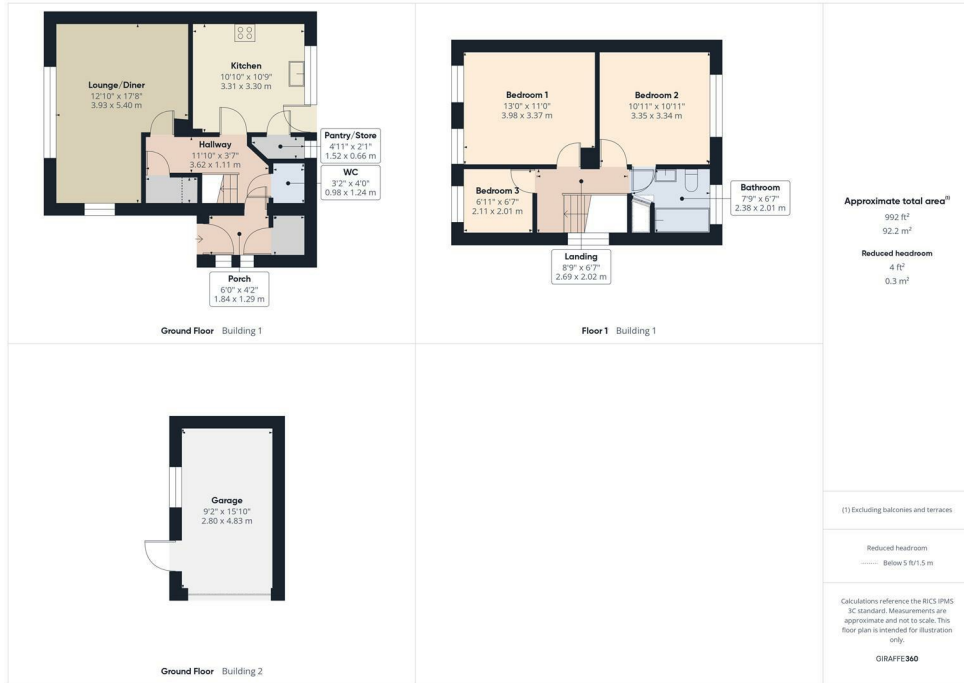 Lounge/Diner
12'10" x 17'8"
3.93 x 5.40 m
Kitchen
10'10" x 10'9"
3.31 x 3.30 m
Hallway
11'10" x 3'7"
3.62 x 1.11 m
Pantry/Store
4'11" x 2'1"
1.52 x 0.66 m
WC
3'2" x 4'0"
0.98 x 1.24 m
Porch
6'0" x 4'2"
1.84 x 1.29 m
Ground Floor Building 1
Bedroom 1
13'0" x 11'0"
3.98 x 3.37 m
Bedroom 2
10'11" x 10'11"
3.35 x 3.34 m
Bedroom 3
6'11" x 6'7"
2.11 x 2.01 m
Bathroom
7'9" x 6'7"
2.38 x 2.01 m
Landing
8'9" x 6'7"
2.69 x 2.02 m
Floor 1 Building 1
Garage
9'2" x 15'10"
2.80 x 4.83 m
Ground Floor Building 2
Approximate total area(1)
992 ft²
92.2 m²
Reduced headroom
4 ft²
0.3 m²
(1) Excluding balconies and terraces
Reduced headroom
Below 5 ft/1.5 m
Calculations reference the RICS IPMS
3C standard. Measurements are
approximate and not to scale. This
floor plan is intended for illustration
only.
GIRAFFE360